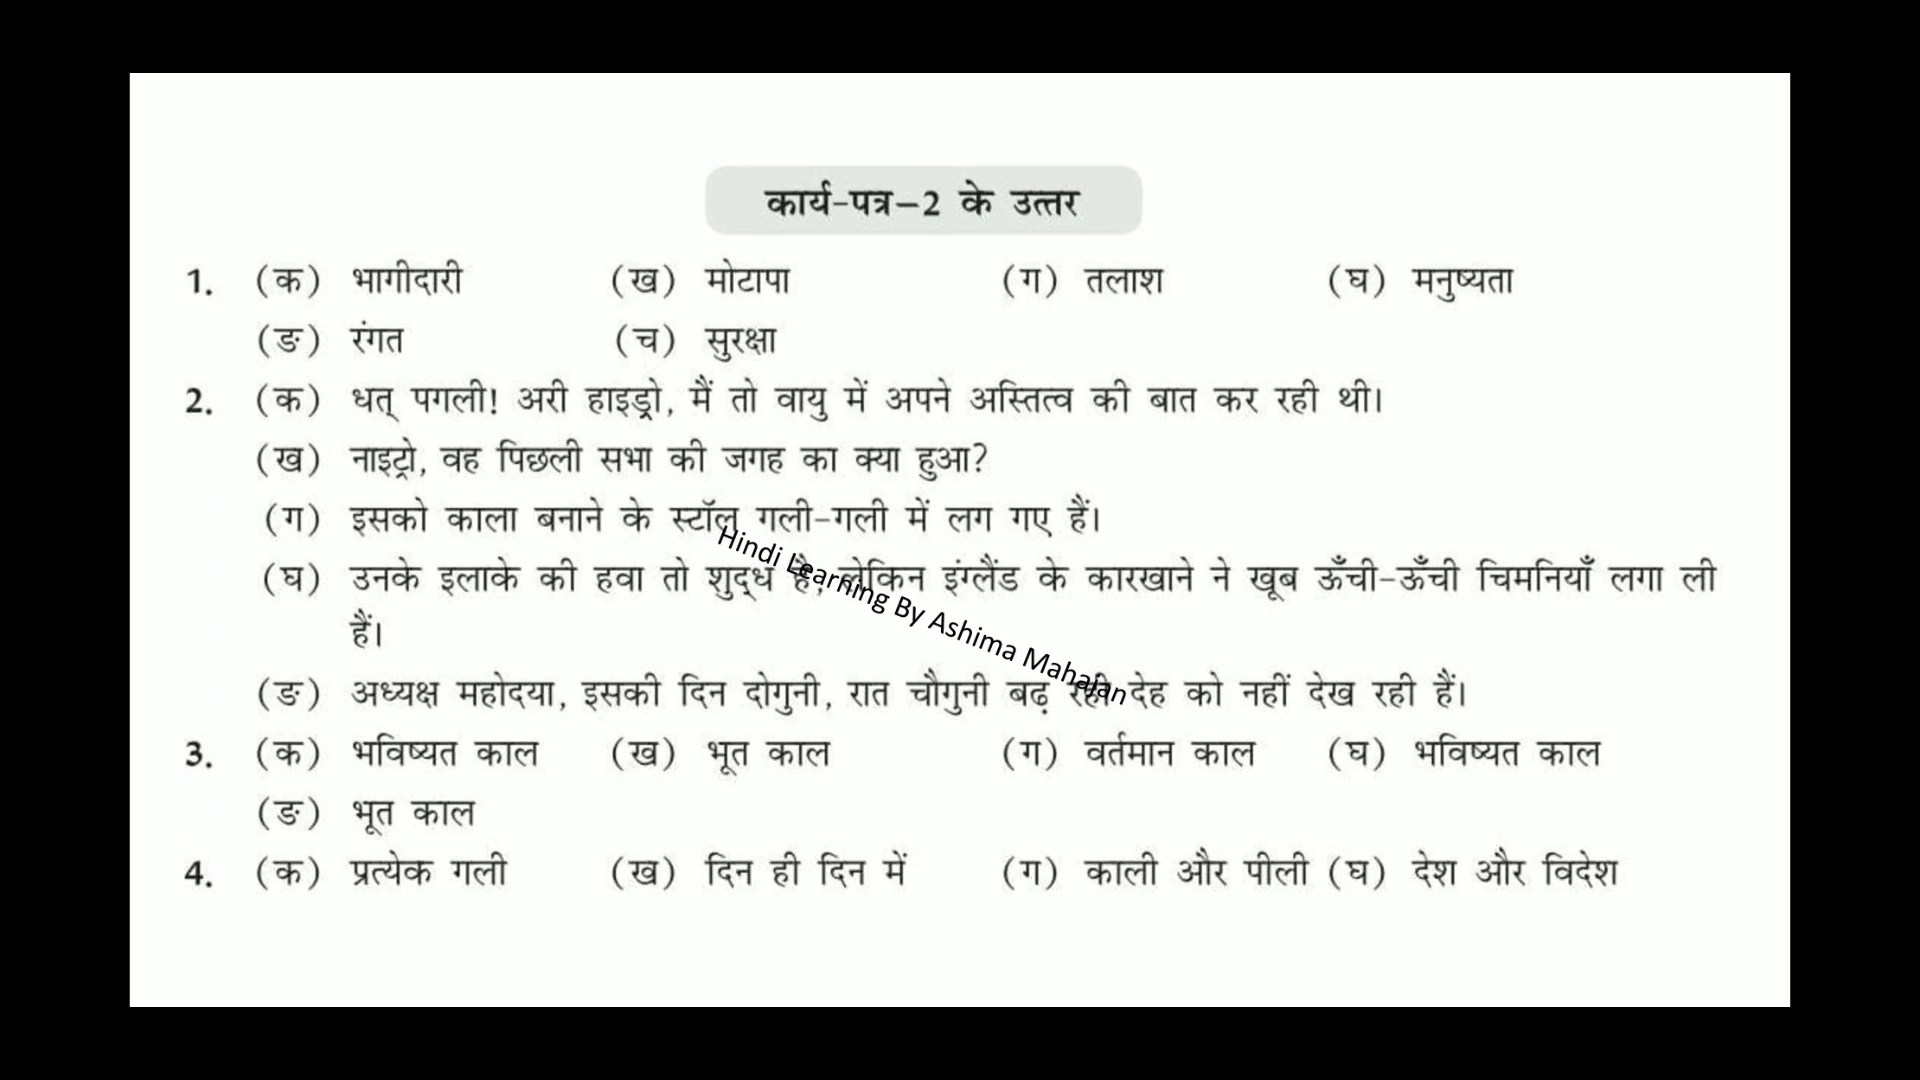 कार्य-पत्र–2 के उत्तर
1. (क) भागीदारी (ख) मोटापा (ग) तलाश (घ) मनुष्यता
(ङ) रंगत (च) सुरक्षा
2. (क) धत् पगली! अरी हाइड्रो, मैं तो वायु में अपने अस्तित्व की बात कर रही थी।
(ख) नाइट्रो, वह पिछली सभा की जगह का क्या हुआ?
(ग) इसको काला बनाने के स्टॉल गली-गली में लग गए हैं।
(घ) उनके इलाके की हवा तो शुद्ध है, लेकिन इंग्लैंड के कारखाने ने खूब ऊँची-ऊँची चिमनियाँ लगा ली
हैं।
(ङ) अध्यक्ष महोदया, इसकी दिन दोगुनी, रात चौगुनी बढ़ रही देह को नहीं देख रही हैं।
3. (क) भविष्यत काल (ख) भूत काल (ग) वर्तमान काल (घ) भविष्यत काल
(ङ) भूत काल
4. (क) प्रत्येक गली (ख) दिन ही दिन में (ग) काली और पीली (घ) देश और विदेश
Hindi Learning By Ashima Mahajan